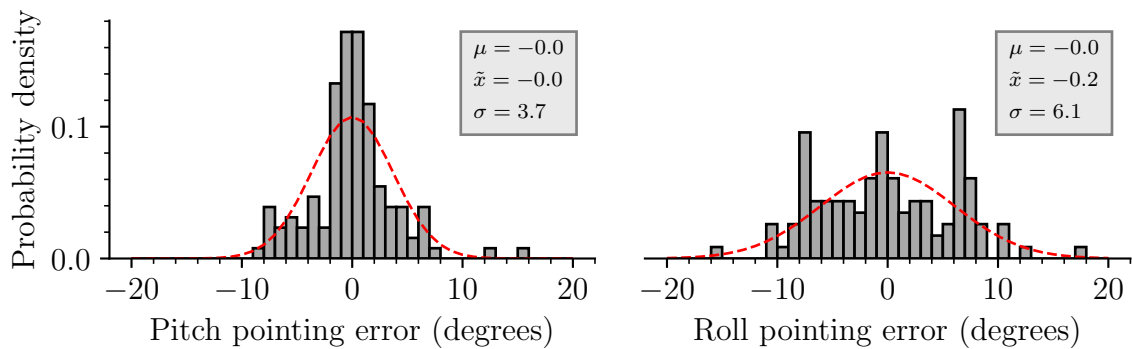 Probability density
0.1
0.0
−20
−10
0
10
20
Pitch pointing error (degrees)
μ = −0.0
x̃ = −0.0
σ = 3.7
−20
−10
0
10
20
Roll pointing error (degrees)
μ = −0.0
x̃ = −0.2
σ = 6.1